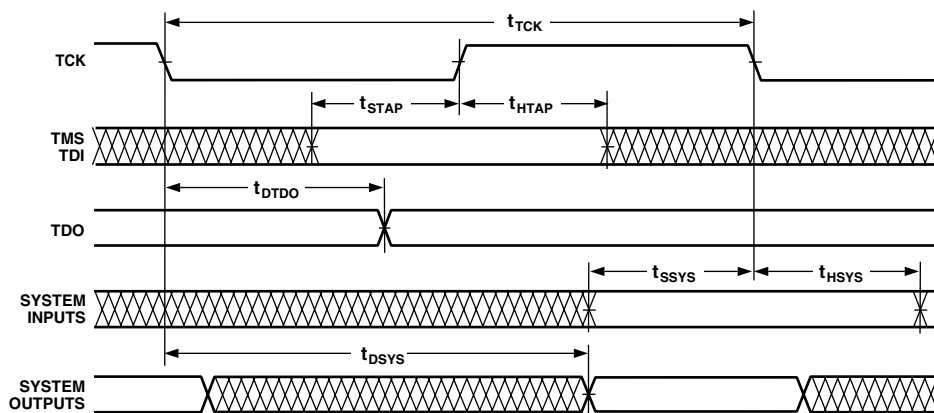 tTCK
TCK
tSTAP
tHTAP
TMS
TDI
tDTDO
TDO
tSSYS
tHSYS
SYSTEM
INPUTS
tDSYS
SYSTEM
OUTPUTS